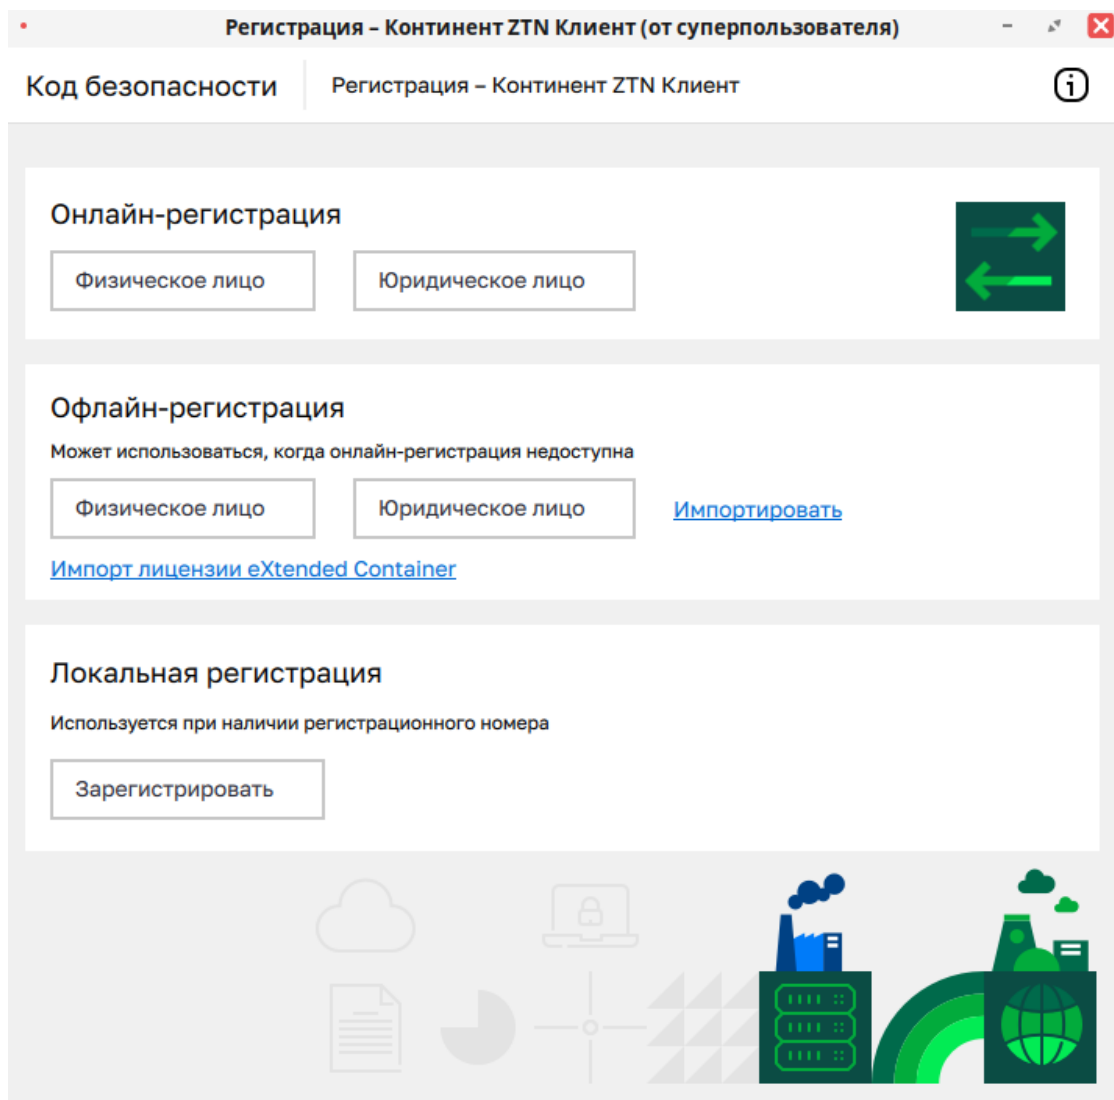 Регистрация – Континент ZTN Клиент (от суперпользователя)
Код безопасности
Регистрация – Континент ZTN Клиент
Онлайн-регистрация
Физическое лицо
Юридическое лицо
Офлайн-регистрация
Может использоваться, когда онлайн-регистрация недоступна
Физическое лицо
Юридическое лицо
Импортировать
Импорт лицензии eXtended Container
Локальная регистрация
Используется при наличии регистрационного номера
Зарегистрировать